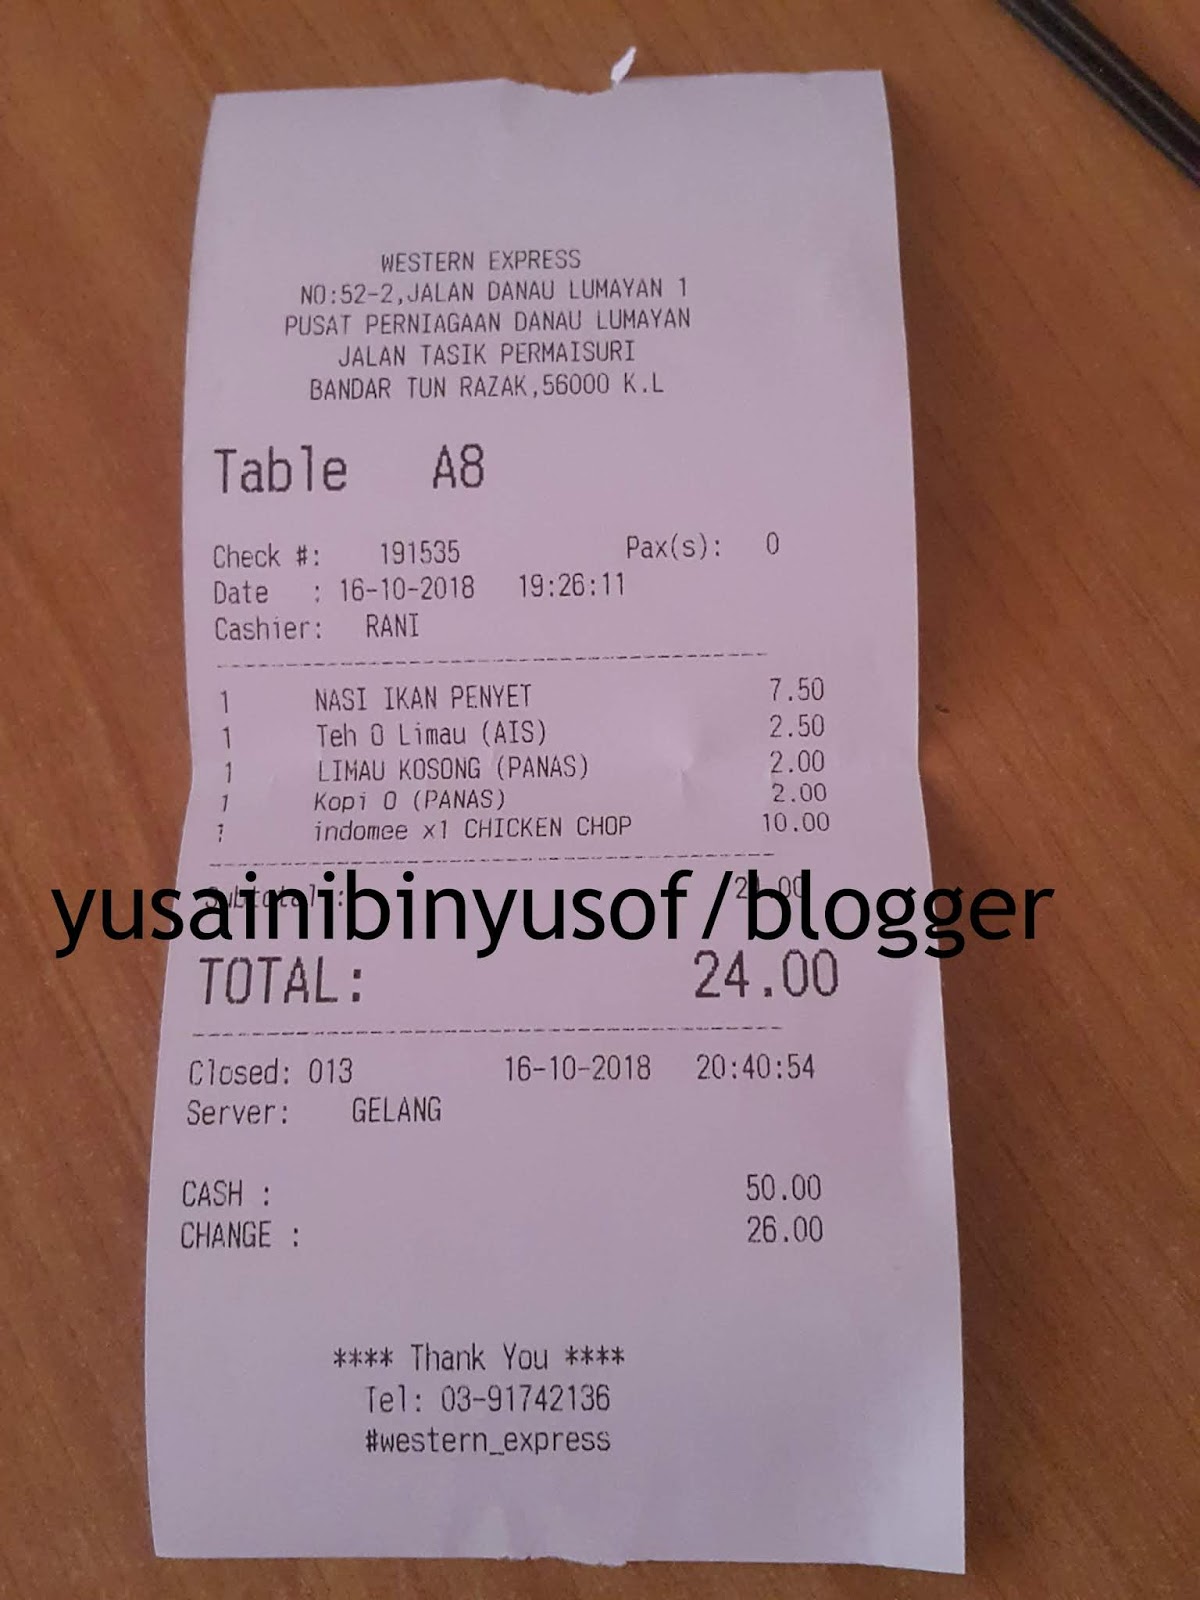 WESTERN EXPRESS
NO:52-2,JALAN DANAU LUMAYAN 1
PUSAT PERNIAGAAN DANAU LUMAYAN
JALAN TASIK PERMAISURI
BANDAR TUN RAZAK,56000 K.L
Table A8
Check #: 191535 Pax(s): 0
Date : 16-10-2018 19:26:11
Cashier: RANI
1 NASI IKAN PENYET 7.50
1 Teh O Limau (AIS) 2.50
1 LIMAU KOSONG (PANAS) 2.00
1 Kopi O (PANAS) 2.00
1 indomee x1 CHICKEN CHOP 10.00
Subtotal :
yusainibinyusof/blogger
TOTAL: 24.00
Closed: 013 16-10-2018 20:40:54
Server: GELANG
CASH : 50.00
CHANGE : 26.00
**** Thank You ****
Tel: 03-91742136
#western_express